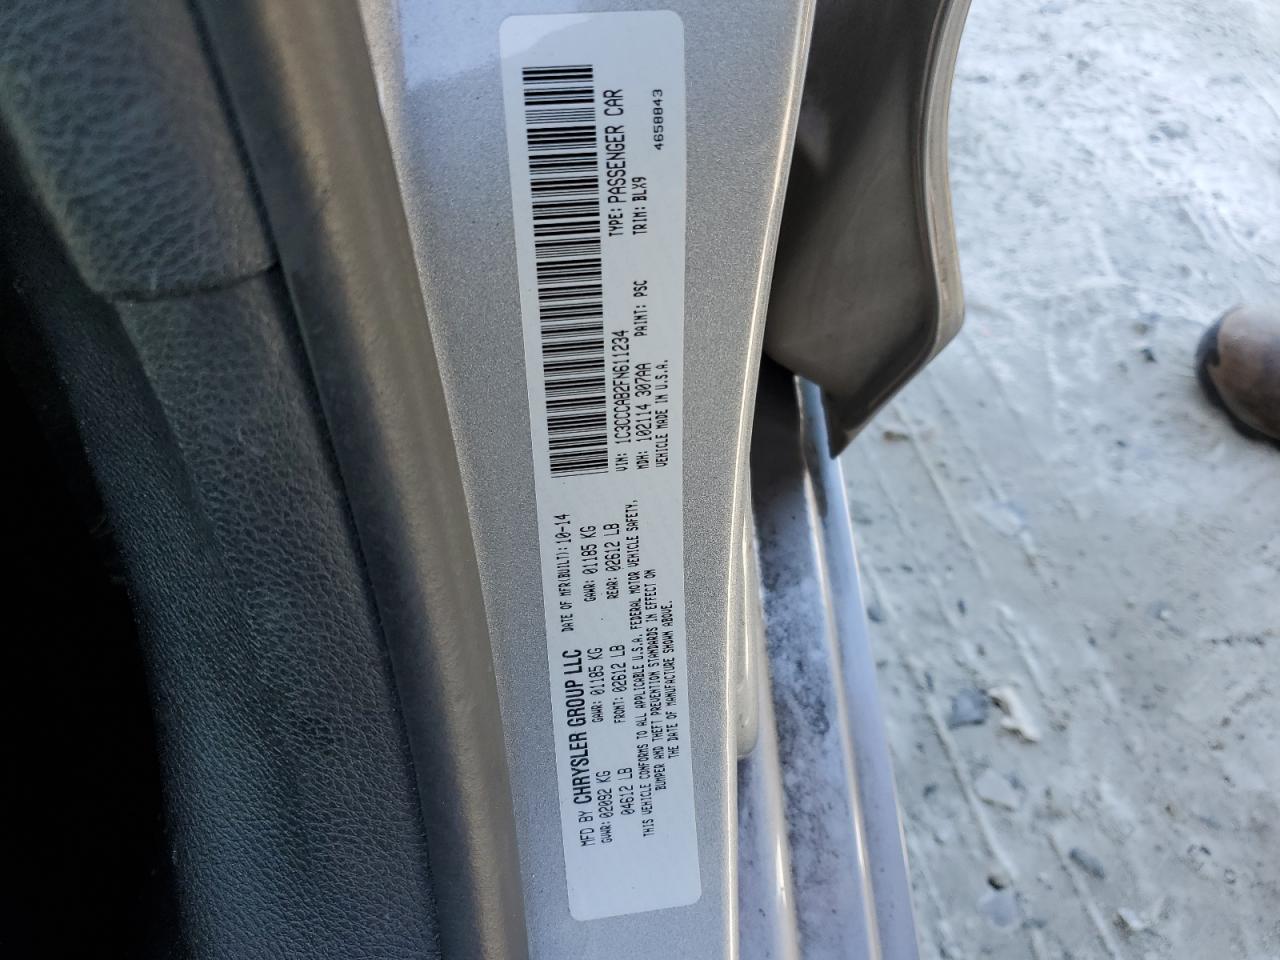 MFD BY CHRYSLER GROUP LLC DATE OF MFR(BUILT): 10-14
GVWR: 02092 KG GAWR: 01185 KG GAWR: 01185 KG
04612 LB FRONT: 02612 LB REAR: 02612 LB
THIS VEHICLE CONFORMS TO ALL APPLICABLE U.S.A. FEDERAL MOTOR VEHICLE SAFETY,
BUMPER AND THEFT PREVENTION STANDARDS IN EFFECT ON
THE DATE OF MANUFACTURE SHOWN ABOVE.
VIN: 1C3CCCAB2FN611234 TYPE: PASSENGER CAR
MDH: 102114 307AA PAINT: PSC TRIM: BLX9
VEHICLE MADE IN U.S.A. 4658843